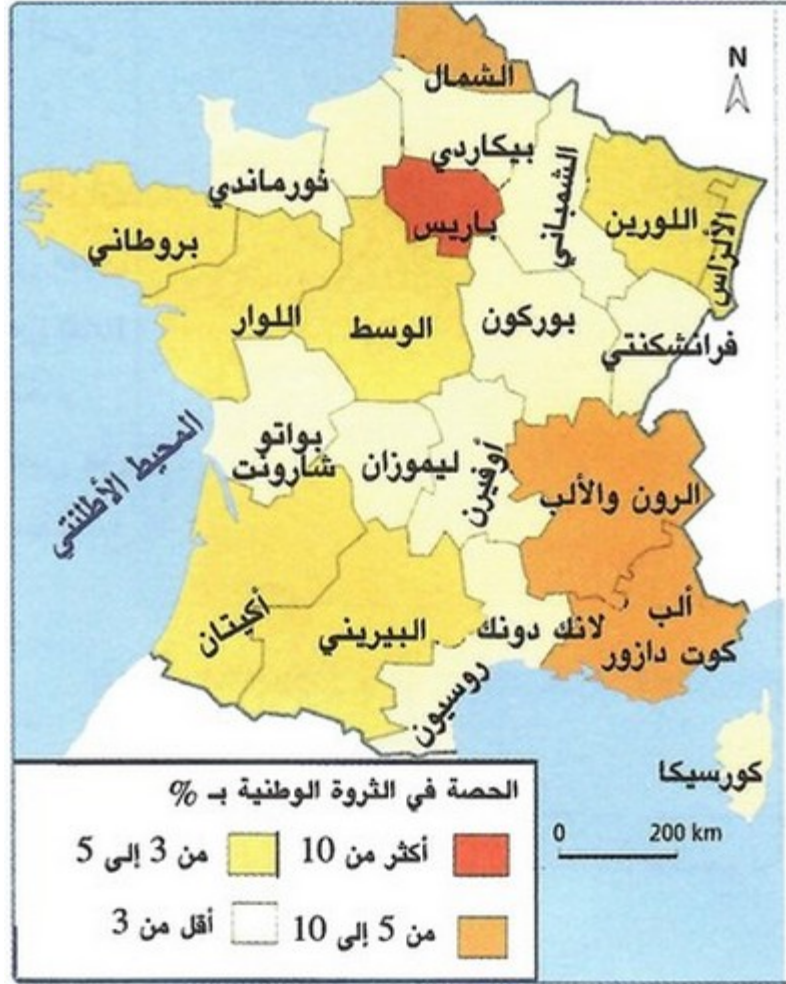 الشمال
N
بيكاردي
نورماندي
الشمباني
اللورين
الألزاس
باريس
بروطاني
اللوار
الوسط
بوركون
فرانشكنتي
المحيط الأطلنتي
بواتو
شارونت
ليموزان
أوفيرن
الرون والألب
أكيتان
البيريني
لانك دونك
روسيون
ألب
كوت دازور
كورسيكا
الحصة في الثروة الوطنية بـ %
أكثر من 10
من 3 إلى 5
من 5 إلى 10
أقل من 3
0 200 km